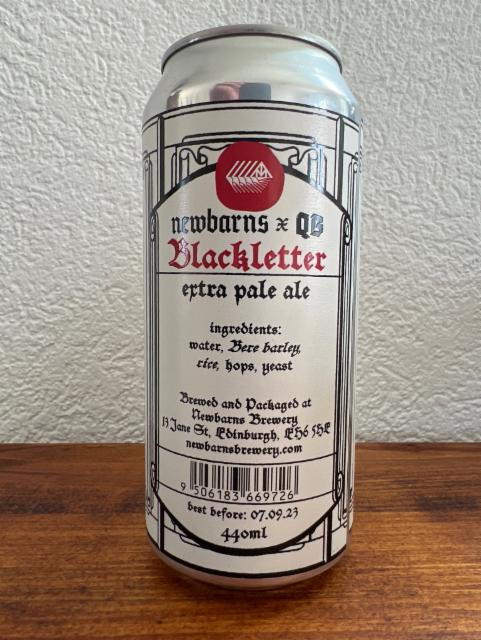 newbarns x QB
Blackletter
extra pale ale
ingredients:
water, Bere barley,
rice, hops, yeast
Brewed and Packaged at
Newbarns Brewery
13 Jane St, Edinburgh, EH6 5HE
newbarnsbrewery.com
9 506183 669726
best before: 07.09.23
440ml